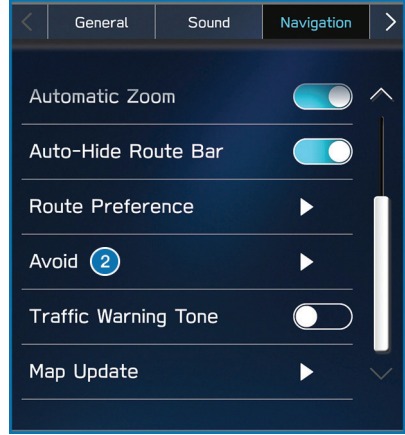 General Sound Navigation
Automatic Zoom
Auto-Hide Route Bar
Route Preference
Avoid 2
Traffic Warning Tone
Map Update